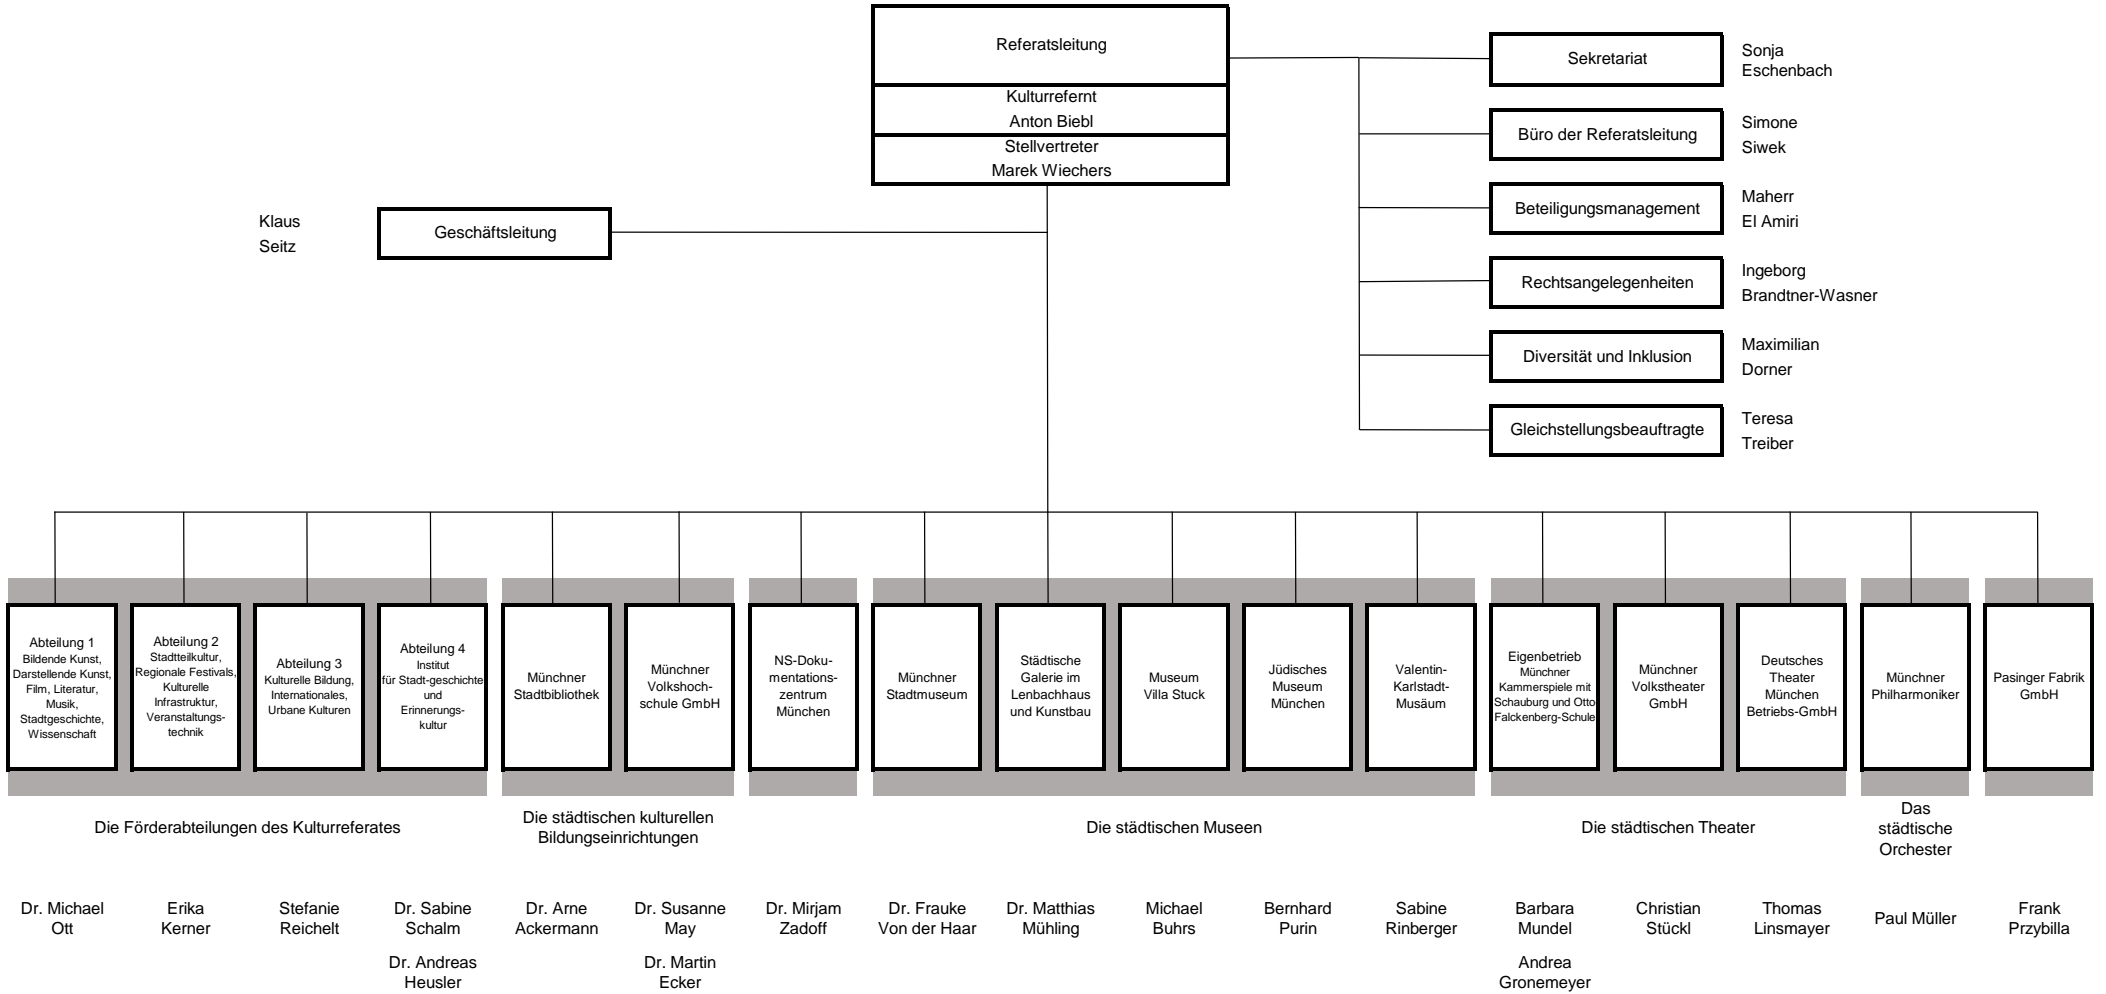 Referatsleitung
Kulturrefernt
Anton Biebl
Stellvertreter
Marek Wiechers
Sekretariat
Sonja
Eschenbach
Büro der Referatsleitung
Simone
Siwek
Beteiligungsmanagement
Maherr
El Amiri
Rechtsangelegenheiten
Ingeborg
Brandtner-Wasner
Diversität und Inklusion
Maximilian
Dorner
Gleichstellungsbeauftragte
Teresa
Treiber
Klaus
Seitz
Geschäftsleitung
Abteilung 1
Bildende Kunst,
Darstellende Kunst,
Film, Literatur,
Musik,
Stadtgeschichte,
Wissenschaft
Abteilung 2
Stadtteilkultur,
Regionale Festivals,
Kulturelle
Infrastruktur,
Veranstaltungs-
technik
Abteilung 3
Kulturelle Bildung,
Internationales,
Urbane Kulturen
Abteilung 4
Institut
für Stadt-geschichte
und
Erinnerungs-
kultur
Münchner
Stadtbibliothek
Münchner
Volkshoch-
schule GmbH
NS-Doku-
mentations-
zentrum
München
Münchner
Stadtmuseum
Städtische
Galerie im
Lenbachhaus
und Kunstbau
Museum
Villa Stuck
Jüdisches
Museum
München
Valentin-
Karlstadt-
Musäum
Eigenbetrieb
Münchner
Kammerspiele mit
Schauburg und Otto
Falckenberg-Schule
Münchner
Volkstheater
GmbH
Deutsches
Theater
München
Betriebs-GmbH
Münchner
Philharmoniker
Pasinger Fabrik
GmbH
Die Förderabteilungen des Kulturreferates
Die städtischen kulturellen
Bildungseinrichtungen
Die städtischen Museen
Die städtischen Theater
Das
städtische
Orchester
Dr. Michael
Ott
Erika
Kerner
Stefanie
Reichelt
Dr. Sabine
Schalm
Dr. Andreas
Heusler
Dr. Arne
Ackermann
Dr. Susanne
May
Dr. Martin
Ecker
Dr. Mirjam
Zadoff
Dr. Frauke
Von der Haar
Dr. Matthias
Mühling
Michael
Buhrs
Bernhard
Purin
Sabine
Rinberger
Barbara
Mundel
Andrea
Gronemeyer
Christian
Stückl
Thomas
Linsmayer
Paul Müller
Frank
Przybilla